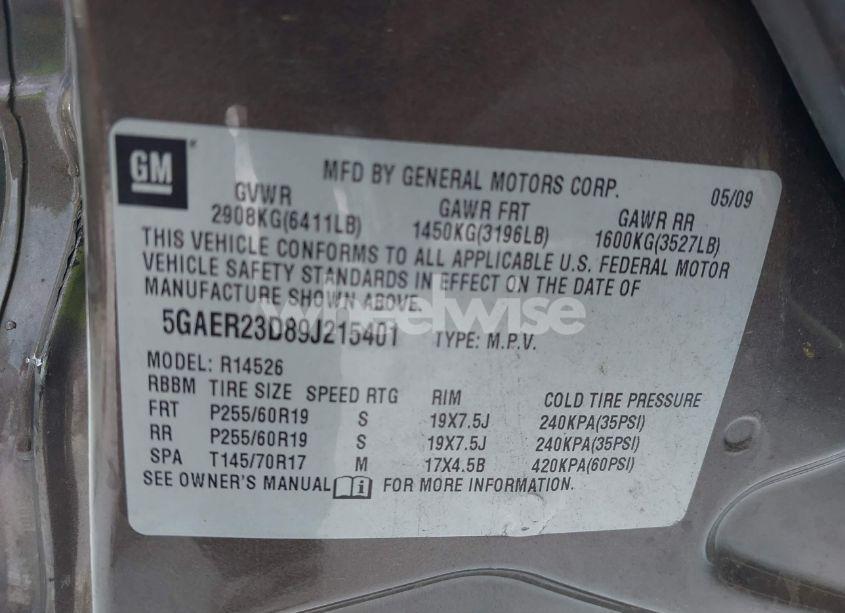 GM
MFD BY GENERAL MOTORS CORP. 05/09
GVWR GAWR FRT GAWR RR
2908KG(6411LB) 1450KG(3196LB) 1600KG(3527LB)
THIS VEHICLE CONFORMS TO ALL APPLICABLE U.S. FEDERAL MOTOR
VEHICLE SAFETY STANDARDS IN EFFECT ON THE DATE OF
MANUFACTURE SHOWN ABOVE.
wheelwise
5GAER23D89J215401 TYPE: M.P.V.
MODEL: R14526
RBBM TIRE SIZE SPEED RTG RIM COLD TIRE PRESSURE
FRT P255/60R19 S 19X7.5J 240KPA(35PSI)
RR P255/60R19 S 19X7.5J 240KPA(35PSI)
SPA T145/70R17 M 17X4.5B 420KPA(60PSI)
SEE OWNER'S MANUAL FOR MORE INFORMATION.